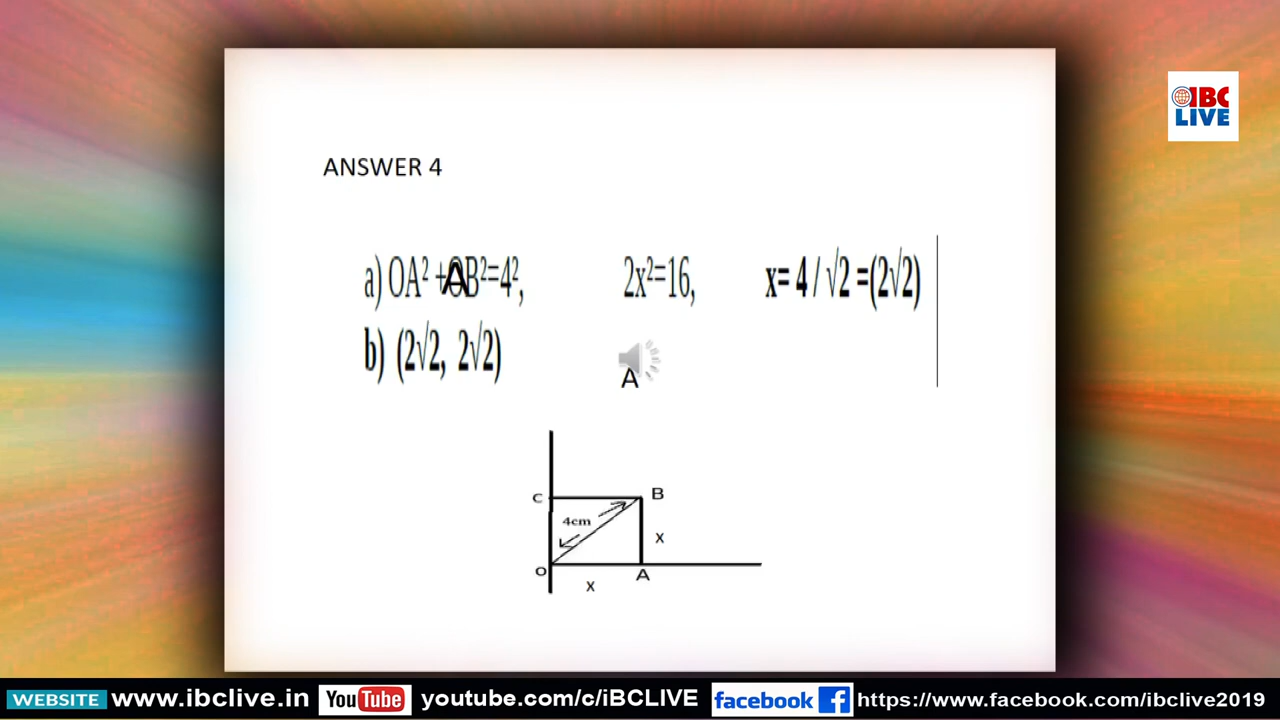 IBC
LIVE
ANSWER 4
a) OA² +AB²=4², 2x²=16, x= 4 / √2 =(2√2)
b) (2√2, 2√2)
A
C B
4cm
x
O A
x
WEBSITE www.ibclive.in YouTube youtube.com/c/iBCLIVE facebook f https://www.facebook.com/ibclive2019